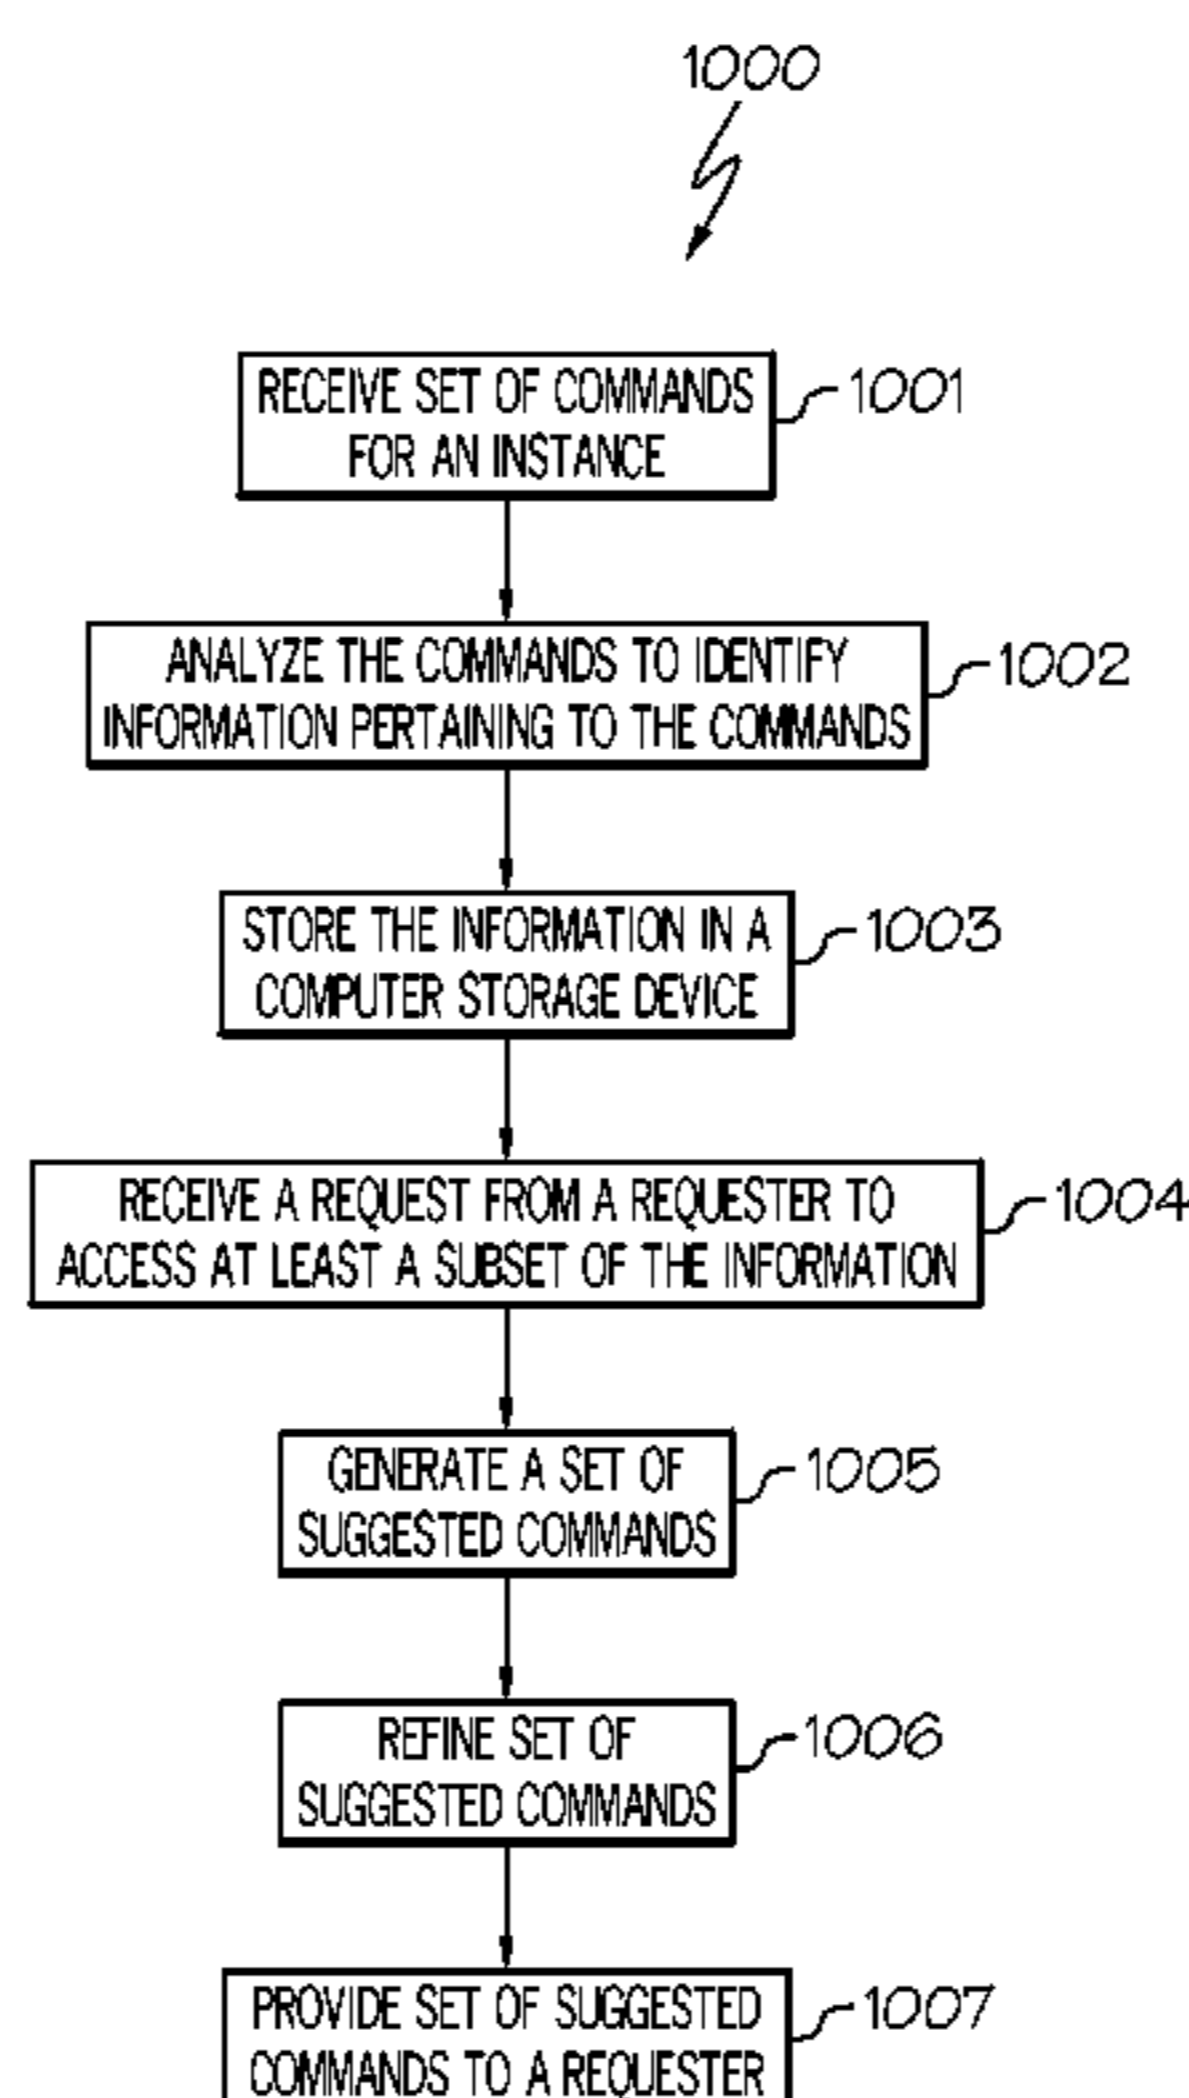 1000
RECEIVE SET OF COMMANDS
FOR AN INSTANCE
1001
ANALYZE THE COMMANDS TO IDENTIFY
INFORMATION PERTAINING TO THE COMMANDS
1002
STORE THE INFORMATION IN A
COMPUTER STORAGE DEVICE
1003
RECEIVE A REQUEST FROM A REQUESTER TO
ACCESS AT LEAST A SUBSET OF THE INFORMATION
1004
GENERATE A SET OF
SUGGESTED COMMANDS
1005
REFINE SET OF
SUGGESTED COMMANDS
1006
PROVIDE SET OF SUGGESTED
COMMANDS TO A REQUESTER
1007